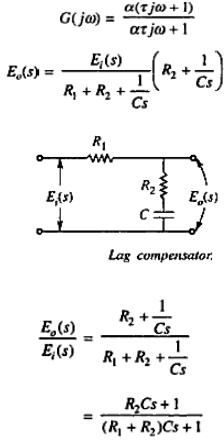 G(jω) = α(τjω + 1) / ατjω + 1
E_o(s) = E_i(s) / R_1 + R_2 + 1/Cs (R_2 + 1/Cs)
R_1
R_2
E_i(s)
E_o(s)
C
Lag compensator.
E_o(s) / E_i(s) = R_2 + 1/Cs / R_1 + R_2 + 1/Cs
= R_2Cs + 1 / (R_1 + R_2)Cs + 1